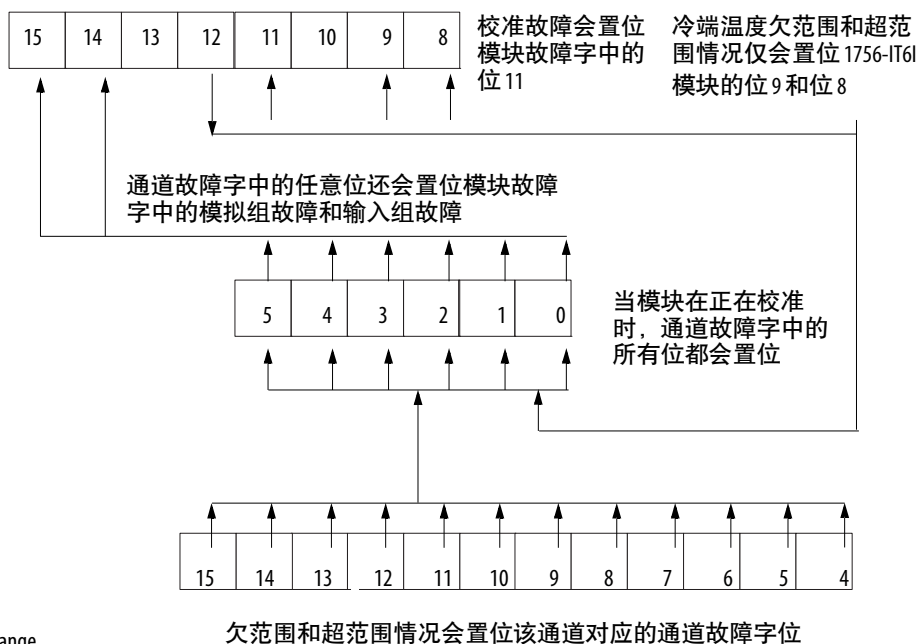 15 14 13 12 11 10 9 8
校准故障会置位
模块故障字中的
位 11
冷端温度欠范围和超范
围情况仅会置位 1756-IT6I
模块的位 9 和位 8
通道故障字中的任意位还会置位模块故障
字中的模拟组故障和输入组故障
5 4 3 2 1 0
当模块在正在校准
时，通道故障字中的
所有位都会置位
15 14 13 12 11 10 9 8 7 6 5 4
ange
欠范围和超范围情况会置位该通道对应的通道故障字位